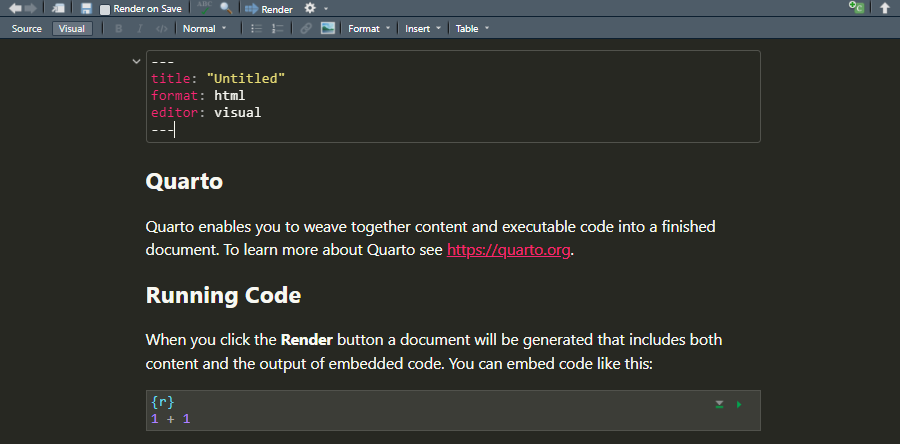 Render on Save ABC Render
Source Visual B I </> Normal Format Insert Table
---
title: "Untitled"
format: html
editor: visual
---
Quarto
Quarto enables you to weave together content and executable code into a finished
document. To learn more about Quarto see https://quarto.org.
Running Code
When you click the Render button a document will be generated that includes both
content and the output of embedded code. You can embed code like this:
{r}
1 + 1